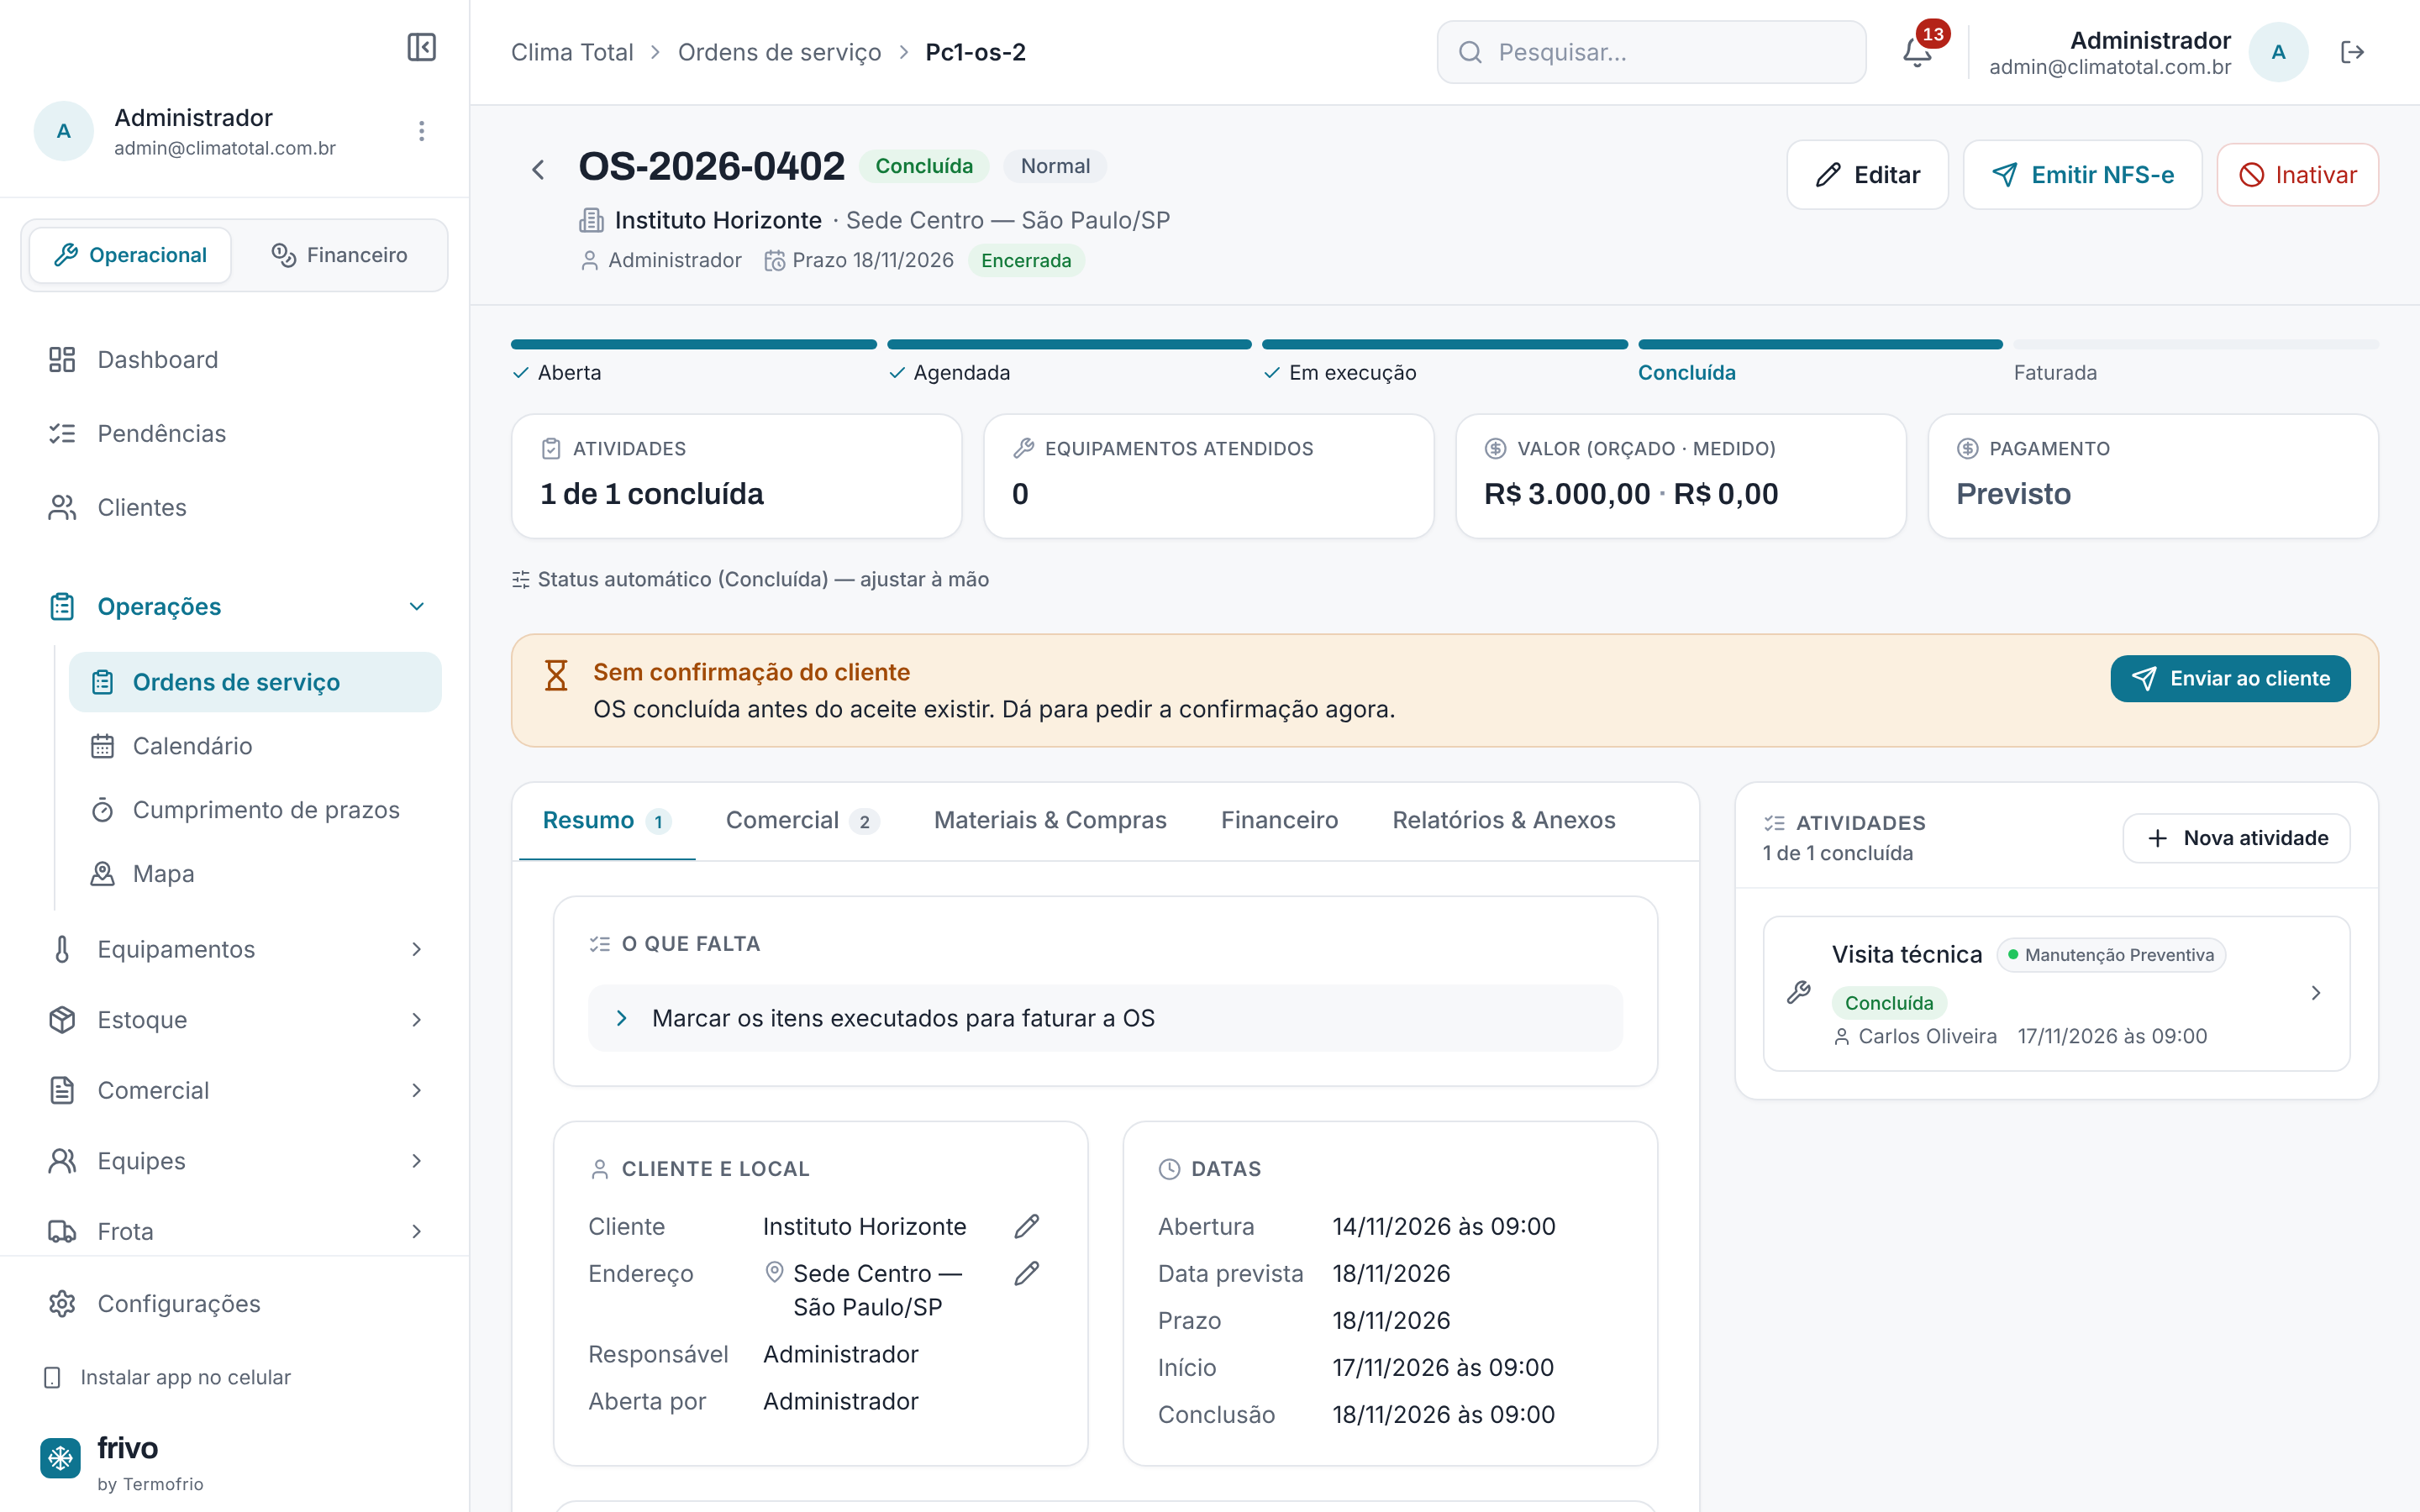 Administrador
admin@climatotal.com.br
A
Operacional
Financeiro
Dashboard
Pendências
Clientes
Operações
Ordens de serviço
Calendário
Cumprimento de prazos
Mapa
Equipamentos
Estoque
Comercial
Equipes
Frota
Configurações
Instalar app no celular
frivo
by Termofrio
Clima Total > Ordens de serviço > Pc1-os-2
Pesquisar...
13
Administrador
admin@climatotal.com.br
A
OS-2026-0402 Concluída Normal
Instituto Horizonte · Sede Centro — São Paulo/SP
Administrador Prazo 18/11/2026 Encerrada
Editar
Emitir NFS-e
Inativar
Aberta
Agendada
Em execução
Concluída
Faturada
ATIVIDADES
1 de 1 concluída
EQUIPAMENTOS ATENDIDOS
0
VALOR (ORÇADO · MEDIDO)
R$ 3.000,00 · R$ 0,00
PAGAMENTO
Previsto
Status automático (Concluída) — ajustar à mão
Sem confirmação do cliente
OS concluída antes do aceite existir. Dá para pedir a confirmação agora.
Enviar ao cliente
Resumo 1
Comercial 2
Materiais & Compras
Financeiro
Relatórios & Anexos
O QUE FALTA
Marcar os itens executados para faturar a OS
CLIENTE E LOCAL
Cliente Instituto Horizonte
Endereço Sede Centro —
São Paulo/SP
Responsável Administrador
Aberta por Administrador
DATAS
Abertura 14/11/2026 às 09:00
Data prevista 18/11/2026
Prazo 18/11/2026
Início 17/11/2026 às 09:00
Conclusão 18/11/2026 às 09:00
ATIVIDADES
1 de 1 concluída
Nova atividade
Visita técnica Manutenção Preventiva
Concluída
Carlos Oliveira 17/11/2026 às 09:00